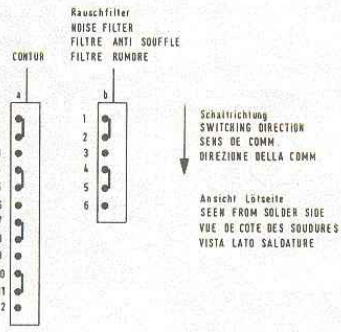 Rauschfilter
NOISE FILTER
FILTRE ANTI SOUFFLE
FILTRE RUMORE
CONTUR
a
b
1
2
3
4
5
6
Schaltrichtung
SWITCHING DIRECTION
SENS DE COMM.
DIREZIONE DELLA COMM
Ansicht Lötseite
SEEN FROM SOLDER SIDE
VUE DE COTE DES SOUDURES
VISTA LATO SALDATURE